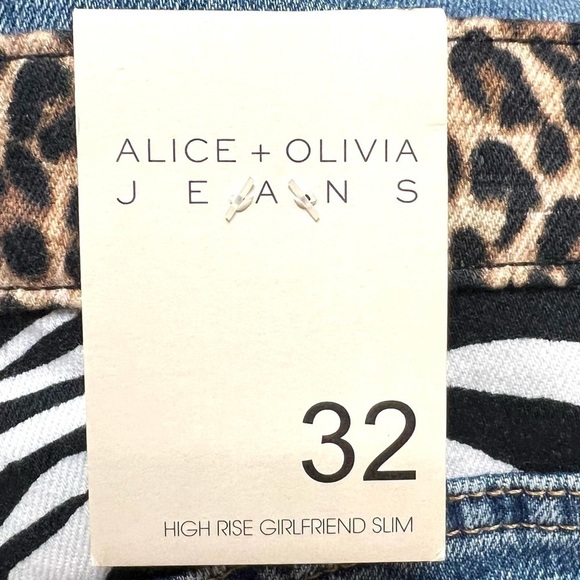 ALICE + OLIVIA
JEANS
32
HIGH RISE GIRLFRIEND SLIM